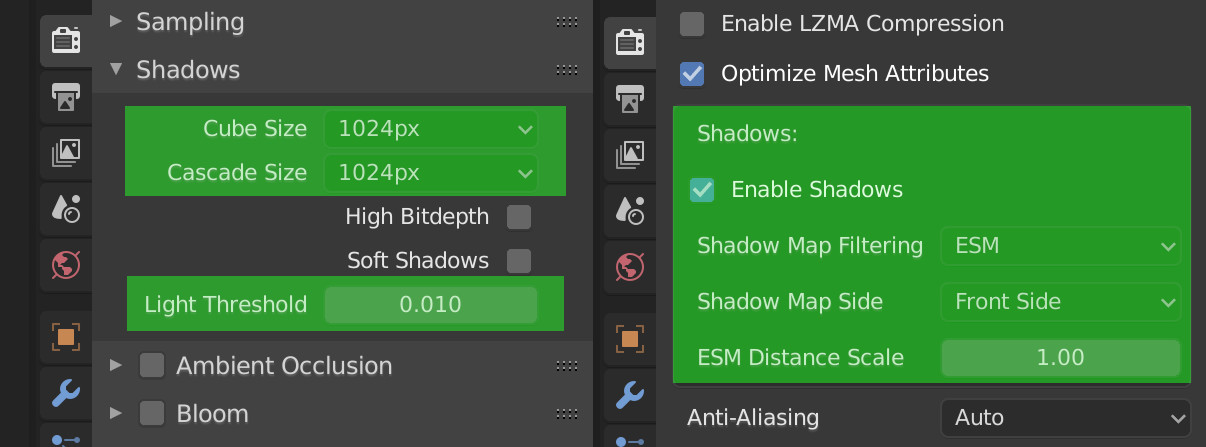 Sampling
Shadows
Cube Size 1024px
Cascade Size 1024px
High Bitdepth
Soft Shadows
Light Threshold 0.010
Ambient Occlusion
Bloom
Enable LZMA Compression
Optimize Mesh Attributes
Shadows:
Enable Shadows
Shadow Map Filtering ESM
Shadow Map Side Front Side
ESM Distance Scale 1.00
Anti-Aliasing Auto